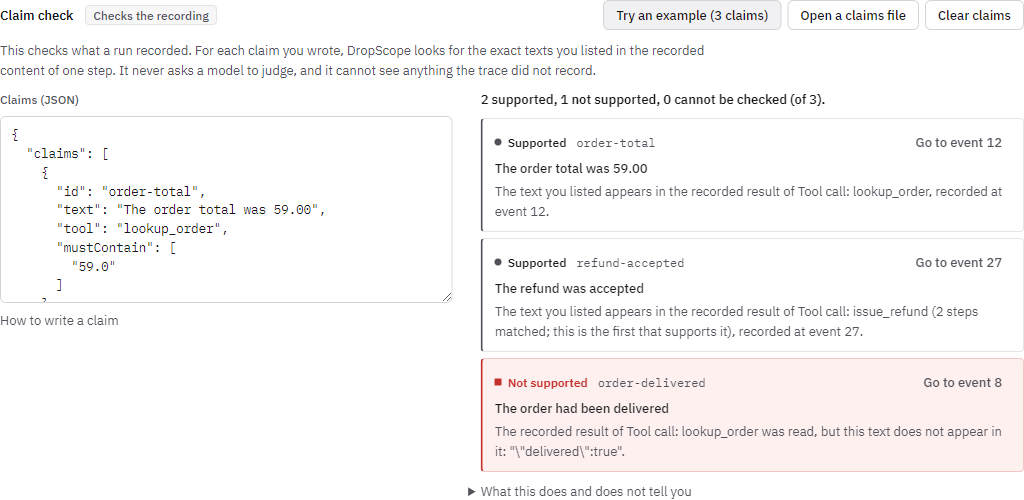 Claim check
Checks the recording
Try an example (3 claims)
Open a claims file
Clear claims
This checks what a run recorded. For each claim you wrote, DropScope looks for the exact texts you listed in the recorded
content of one step. It never asks a model to judge, and it cannot see anything the trace did not record.
Claims (JSON)
{
"claims": [
{
"id": "order-total",
"text": "The order total was 59.00",
"tool": "lookup_order",
"mustContain": [
"59.0"
]
How to write a claim
2 supported, 1 not supported, 0 cannot be checked (of 3).
Supported order-total
Go to event 12
The order total was 59.00
The text you listed appears in the recorded result of Tool call: lookup_order, recorded at
event 12.
Supported refund-accepted
Go to event 27
The refund was accepted
The text you listed appears in the recorded result of Tool call: issue_refund (2 steps
matched; this is the first that supports it), recorded at event 27.
Not supported order-delivered
Go to event 8
The order had been delivered
The recorded result of Tool call: lookup_order was read, but this text does not appear in
it: "\"delivered\":true".
What this does and does not tell you